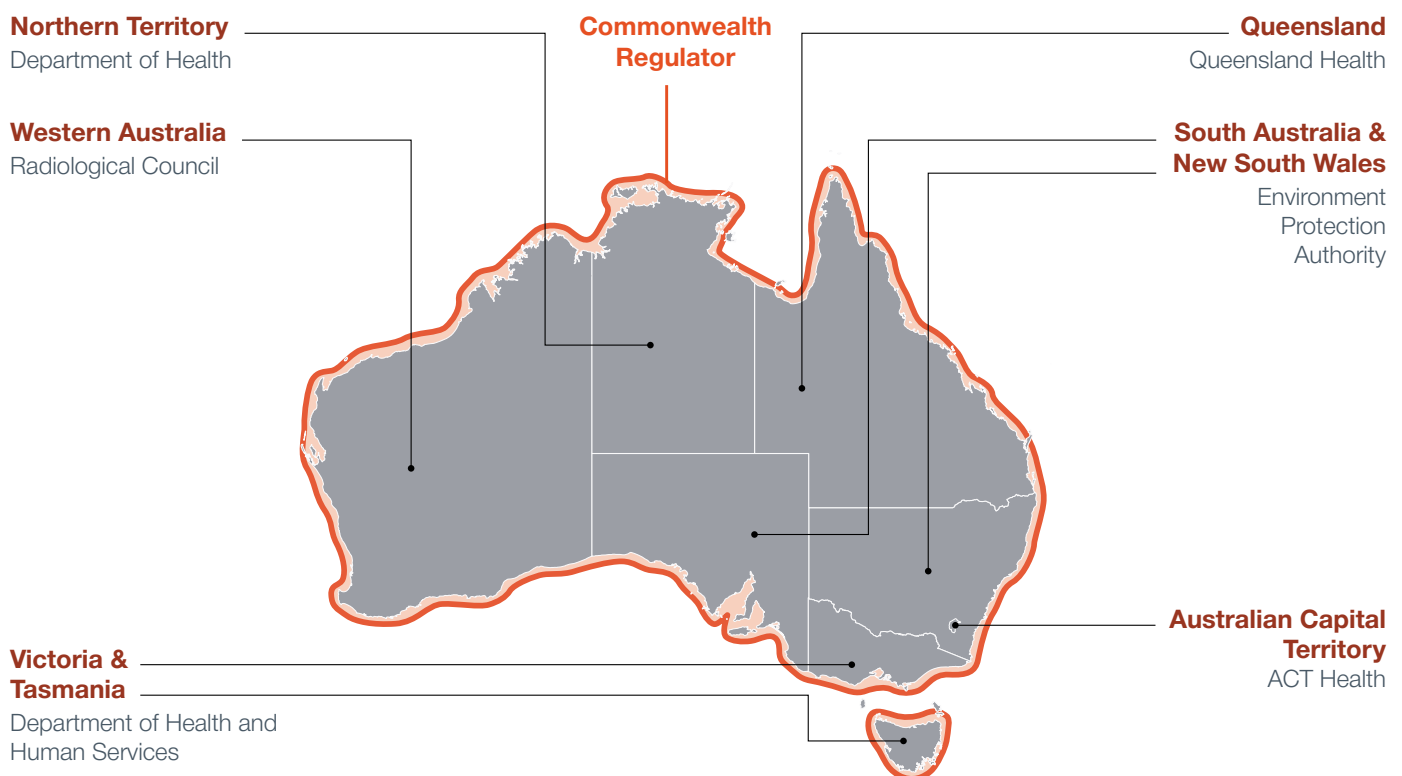 Northern Territory
Department of Health
Commonwealth
Regulator
Queensland
Queensland Health
Western Australia
Radiological Council
South Australia &
New South Wales
Environment
Protection
Authority
Australian Capital
Territory
ACT Health
Victoria &
Tasmania
Department of Health and
Human Services